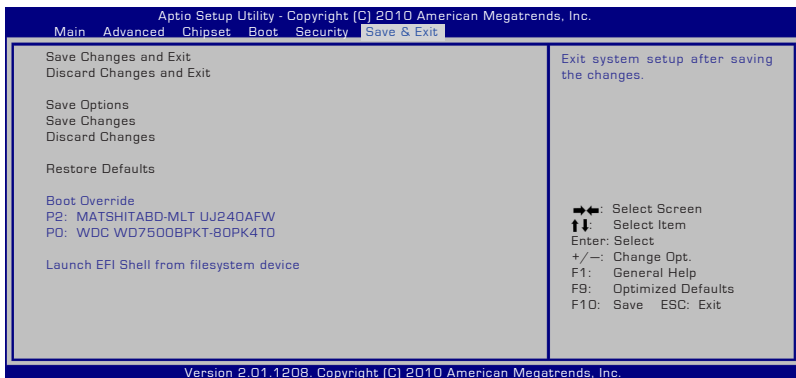 Aptio Setup Utility - Copyright (C) 2010 American Megatrends, Inc.
Main Advanced Chipset Boot Security Save & Exit
Save Changes and Exit
Discard Changes and Exit
Save Options
Save Changes
Discard Changes
Restore Defaults
Boot Override
P2: MATSHITABD-MLT UJ240AFW
P0: WDC WD7500BPKT-80PK4T0
Launch EFI Shell from filesystem device
Exit system setup after saving
the changes.
→←: Select Screen
↑↓: Select Item
Enter: Select
+/—: Change Opt.
F1: General Help
F9: Optimized Defaults
F10: Save ESC: Exit
Version 2.01.1208. Copyright (C) 2010 American Megatrends, Inc.